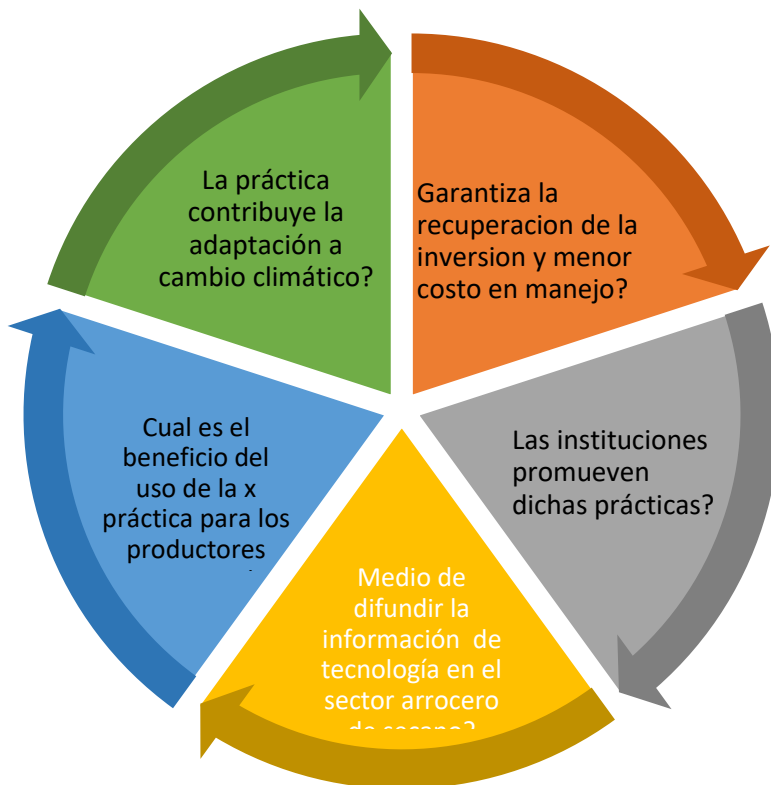 La práctica
contribuye la
adaptación a
cambio climático?
Garantiza la
recuperacion de la
inversion y menor
costo en manejo?
Las instituciones
promueven
dichas prácticas?
Medio de
difundir la
información  de
tecnología en el
sector arrocero
de secano?
Cual es el
beneficio del
uso de la x
práctica para los
productores